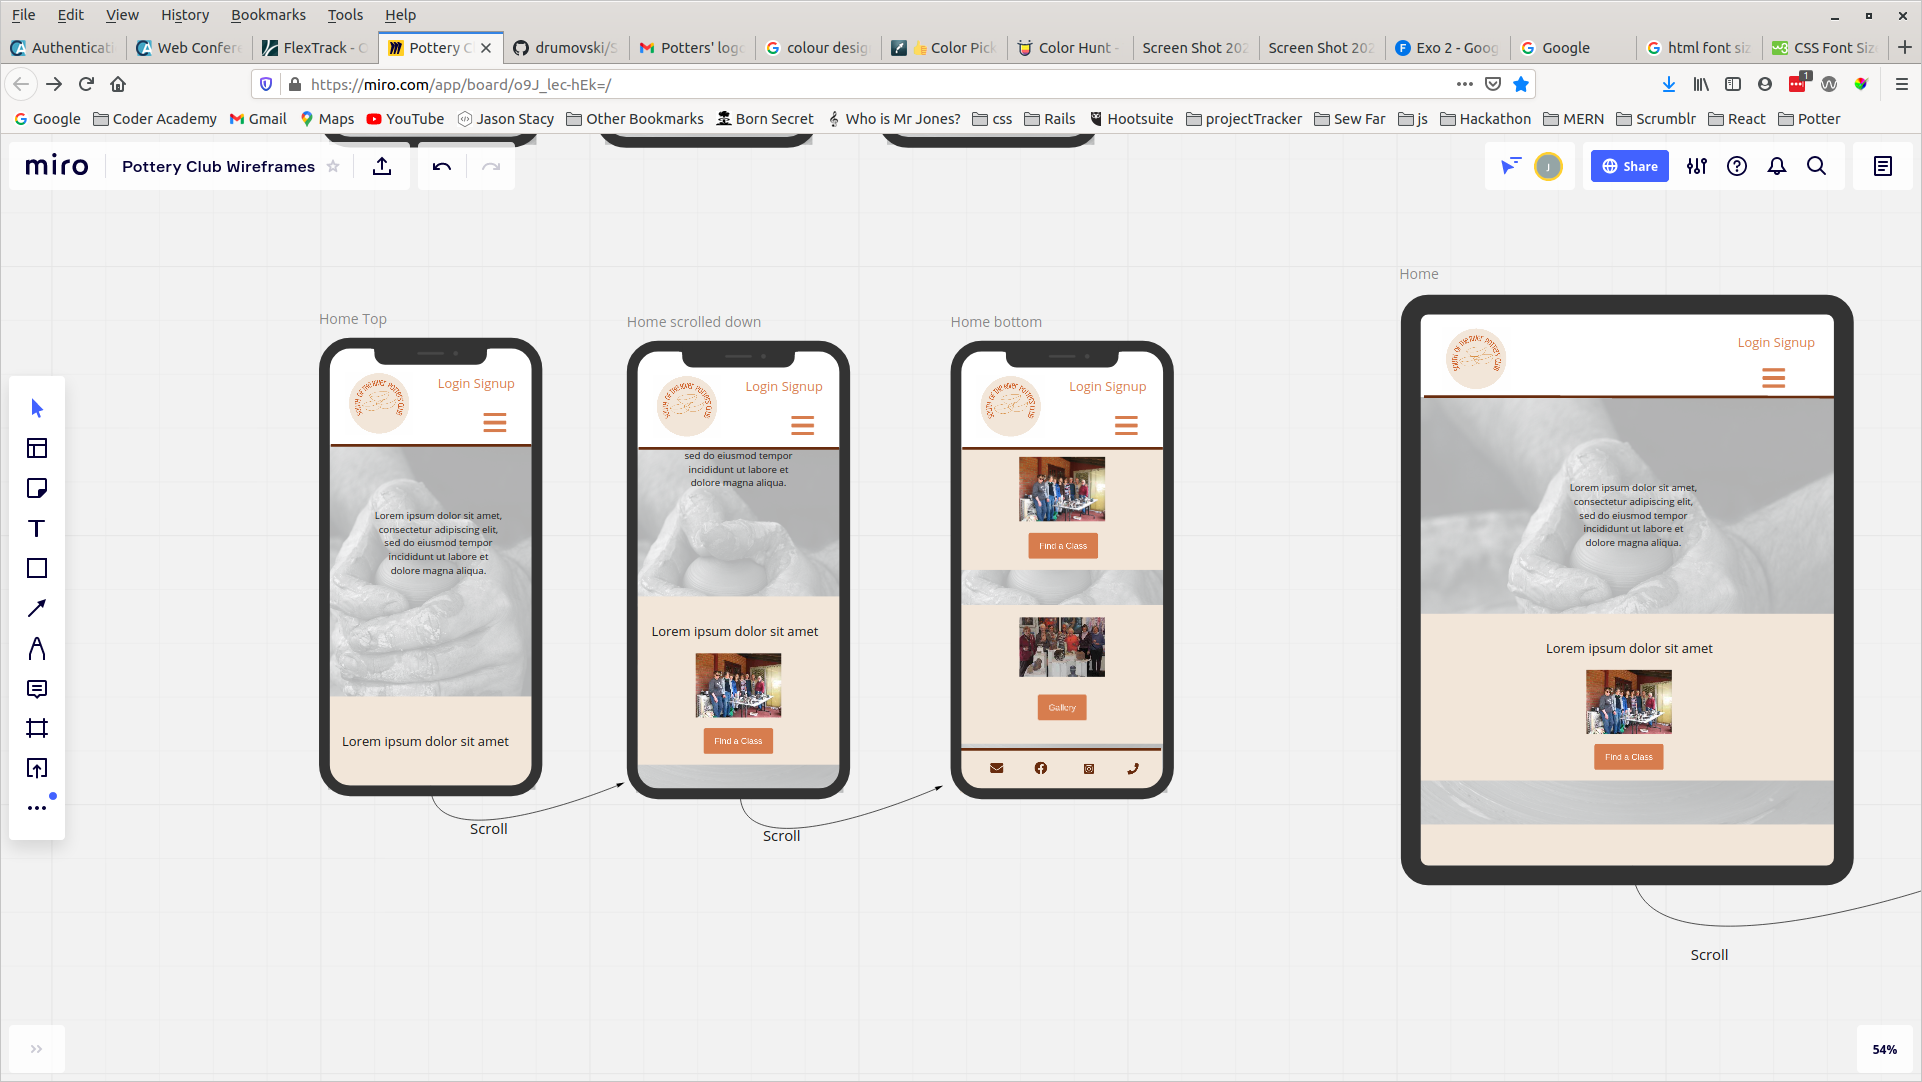 File Edit View History Bookmarks Tools Help
Authenticati Web Confere FlexTrack - O Pottery C drumovski/S Potters' logo colour desig Color Pick Color Hunt - Screen Shot 202 Screen Shot 202 Exo 2 - Goog Google html font siz CSS Font Siz
https://miro.com/app/board/o9J_lec-hEk=/
1
Google Coder Academy Gmail Maps YouTube Jason Stacy Other Bookmarks Born Secret Who is Mr Jones? css Rails Hootsuite projectTracker Sew Far js Hackathon MERN Scrumblr React Potter
miro Pottery Club Wireframes
J
Share
Home Top
Login Signup
Lorem ipsum dolor sit amet,
consectetur adipiscing elit,
sed do eiusmod tempor
incididunt ut labore et
dolore magna aliqua.
Lorem ipsum dolor sit amet
Scroll
Home scrolled down
Login Signup
sed do eiusmod tempor
incididunt ut labore et
dolore magna aliqua.
Lorem ipsum dolor sit amet
Find a Class
Scroll
Home bottom
Login Signup
Find a Class
Gallery
Home
Login Signup
Lorem ipsum dolor sit amet,
consectetur adipiscing elit,
sed do eiusmod tempor
incididunt ut labore et
dolore magna aliqua.
Lorem ipsum dolor sit amet
Find a Class
Scroll
54%